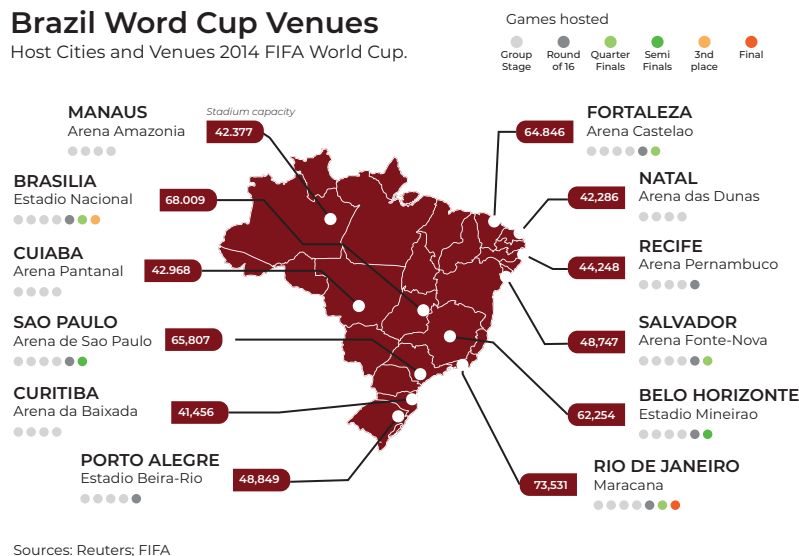 Brazil Word Cup Venues
Host Cities and Venues 2014 FIFA World Cup.
Games hosted
Group
Stage
Round
of 16
Quarter
Finals
Semi
Finals
3nd
place
Final
MANAUS
Arena Amazonia
Stadium capacity
42.377
BRASILIA
Estadio Nacional
68.009
CUIABA
Arena Pantanal
42.968
SAO PAULO
Arena de Sao Paulo
65,807
CURITIBA
Arena da Baixada
41,456
PORTO ALEGRE
Estadio Beira-Rio
48,849
FORTALEZA
Arena Castelao
64.846
NATAL
Arena das Dunas
42,286
RECIFE
Arena Pernambuco
44,248
SALVADOR
Arena Fonte-Nova
48,747
BELO HORIZONTE
Estadio Mineirao
62,254
RIO DE JANEIRO
Maracana
73,531
Sources: Reuters; FIFA